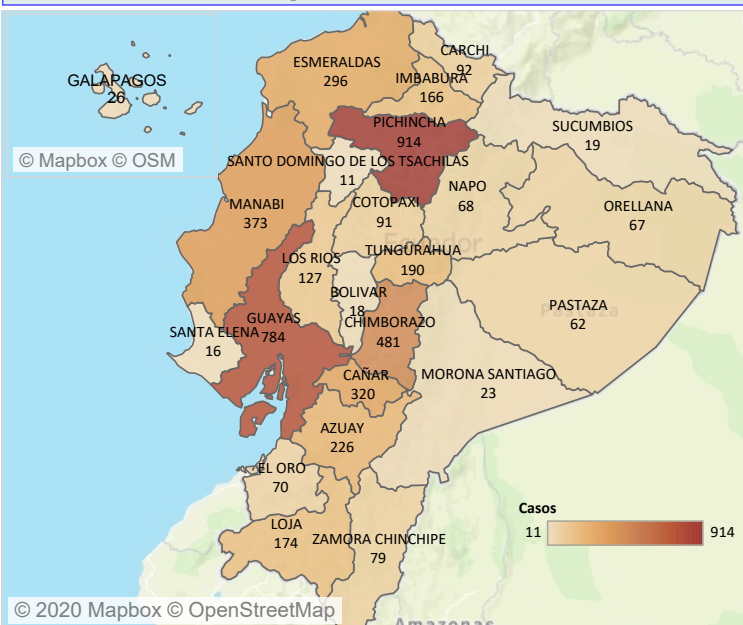 ESMERALDAS
296
CARCHI
92
GALAPAGOS
26
IMBABURA
166
PICHINCHA
914
SUCUMBIOS
19
© Mapbox © OSM
SANTO DOMINGO DE LOS TSACHILAS
11
NAPO
68
MANABI
373
COTOPAXI
91
ORELLANA
67
Ecuador
TUNGURAHUA
190
LOS RIOS
127
BOLIVAR
18
PASTAZA
62
Pastaza
GUAYAS
784
SANTA ELENA
16
CHIMBORAZO
481
CAÑAR
320
MORONA SANTIAGO
23
AZUAY
226
EL ORO
70
Casos
11
914
LOJA
174
ZAMORA CHINCHIPE
79
© 2020 Mapbox © OpenStreetMap
Amazonas